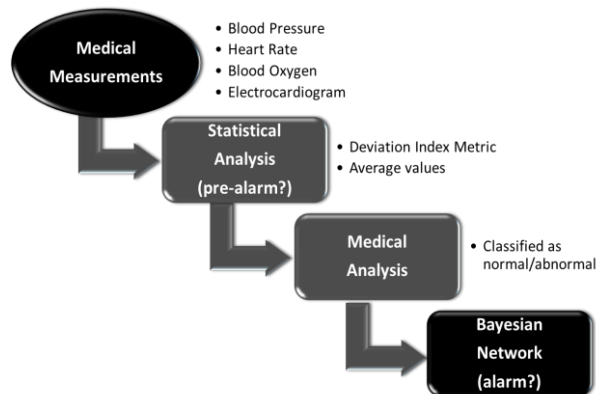 Medical
Measurements
• Blood Pressure
• Heart Rate
• Blood Oxygen
• Electrocardiogram
Statistical
Analysis
(pre-alarm?)
• Deviation Index Metric
• Average values
Medical
Analysis
• Classified as
normal/abnormal
Bayesian
Network
(alarm?)